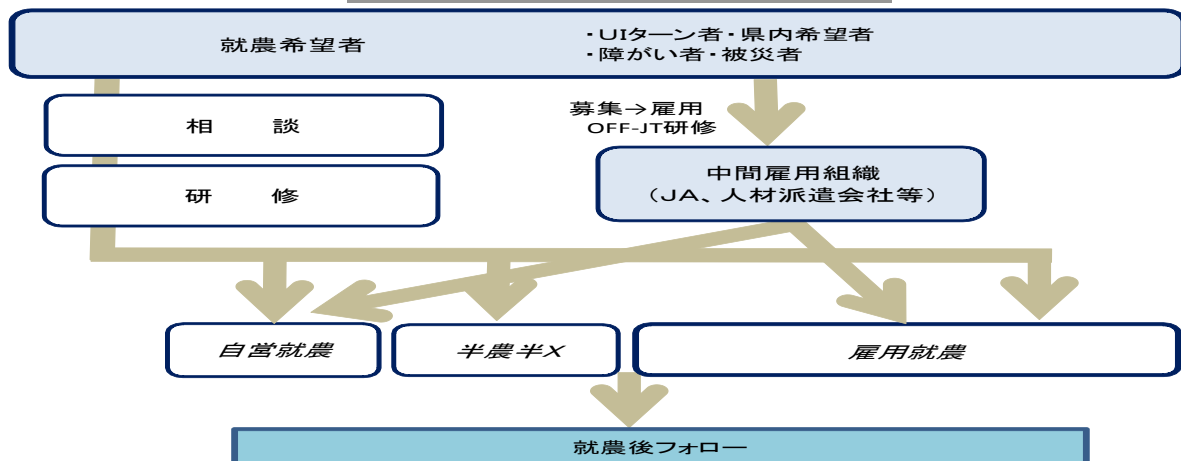 就農希望者
・UIターン者・県内希望者
・障がい者・被災者
相　談
募集→雇用
OFF-JT研修
研　修
中間雇用組織
（JA、人材派遣会社等）
自営就農
半農半X
雇用就農
就農後フォロー